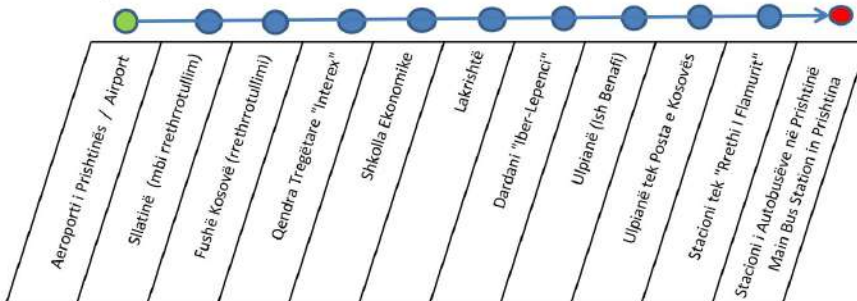 Aeroporti i Prishtinës / Airport
Sllatinë (mbi rrethrrotullim)
Fushë Kosovë (rrethrrotullimi)
Qendra Tregëtare "Interex"
Shkolla Ekonomike
Lakrishtë
Dardani "Iber-Lepenci"
Ulpianë (Ish Benafi)
Ulpianë tek Posta e Kosovës
Stacioni tek "Rrethi I Flamurit"
Stacioni i Autobusëve në Prishtinë
Main Bus Station in Prishtina